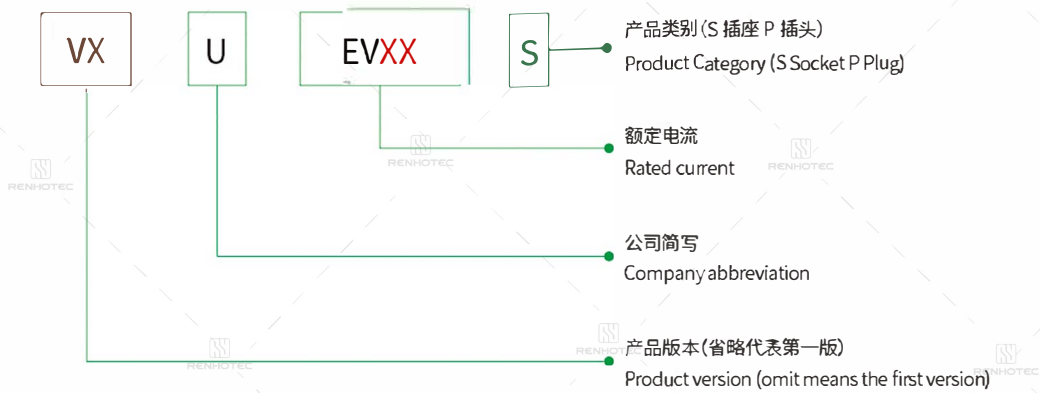 VX U EVXX S
产品类别(S 插座 P 插头)
Product Category (S Socket P Plug)
额定电流
Rated current
公司简写
Company abbreviation
产品版本(省略代表第一版)
Product version (omit means the first version)
RENHOTEC
RENHOTEC
RENHOTEC
RENHOTEC
RENHOTEC
RENHOTEC